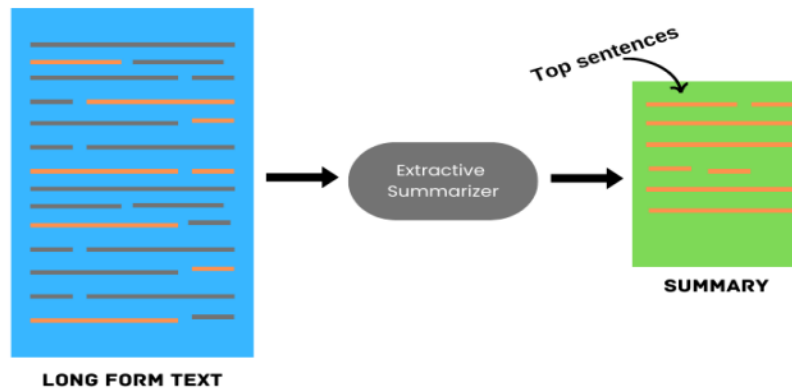 Top sentences
Extractive
Summarizer
SUMMARY
LONG FORM TEXT